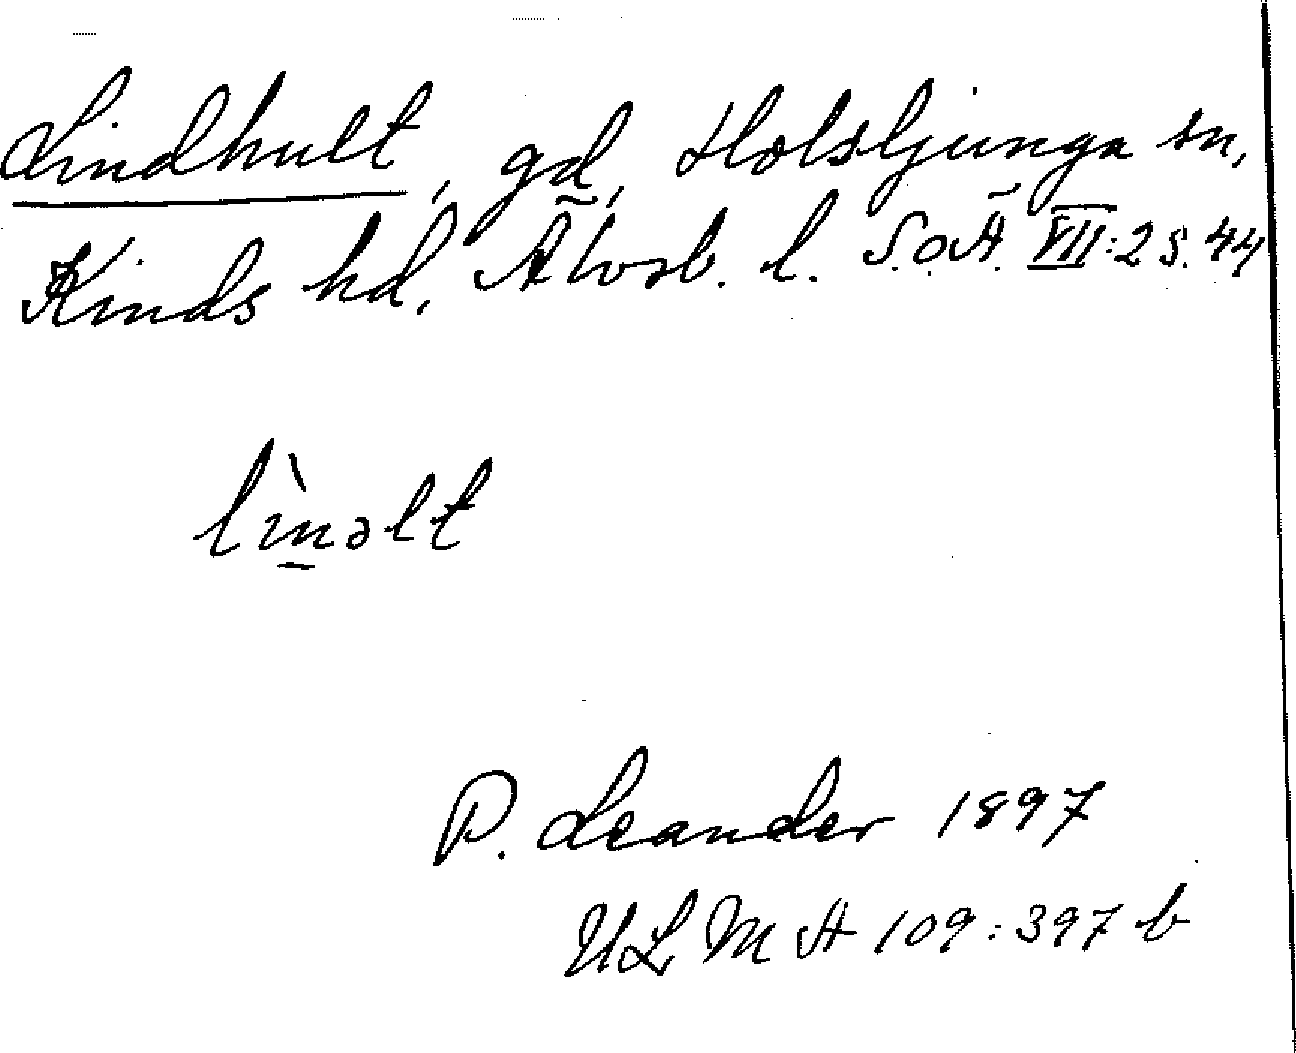 Lindhult, gd, Holsljunga sn,
Kinds hd, Älvsb. l. S.O.Ä. VII:2 s. 44
lìnəlt
P. Leander 1897
ULMA 109:397 b